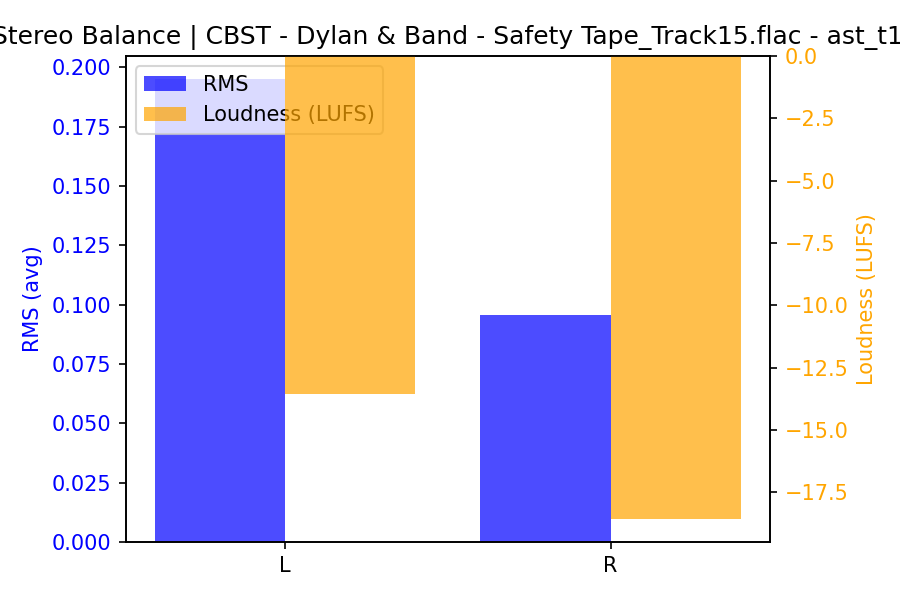 Stereo Balance | CBST - Dylan & Band - Safety Tape_Track15.flac - ast_t1
RMS
Loudness (LUFS)
RMS (avg)
0.200
0.175
0.150
0.125
0.100
0.075
0.050
0.025
0.000
0.0
−2.5
−5.0
−7.5
−10.0
−12.5
−15.0
−17.5
Loudness (LUFS)
L
R